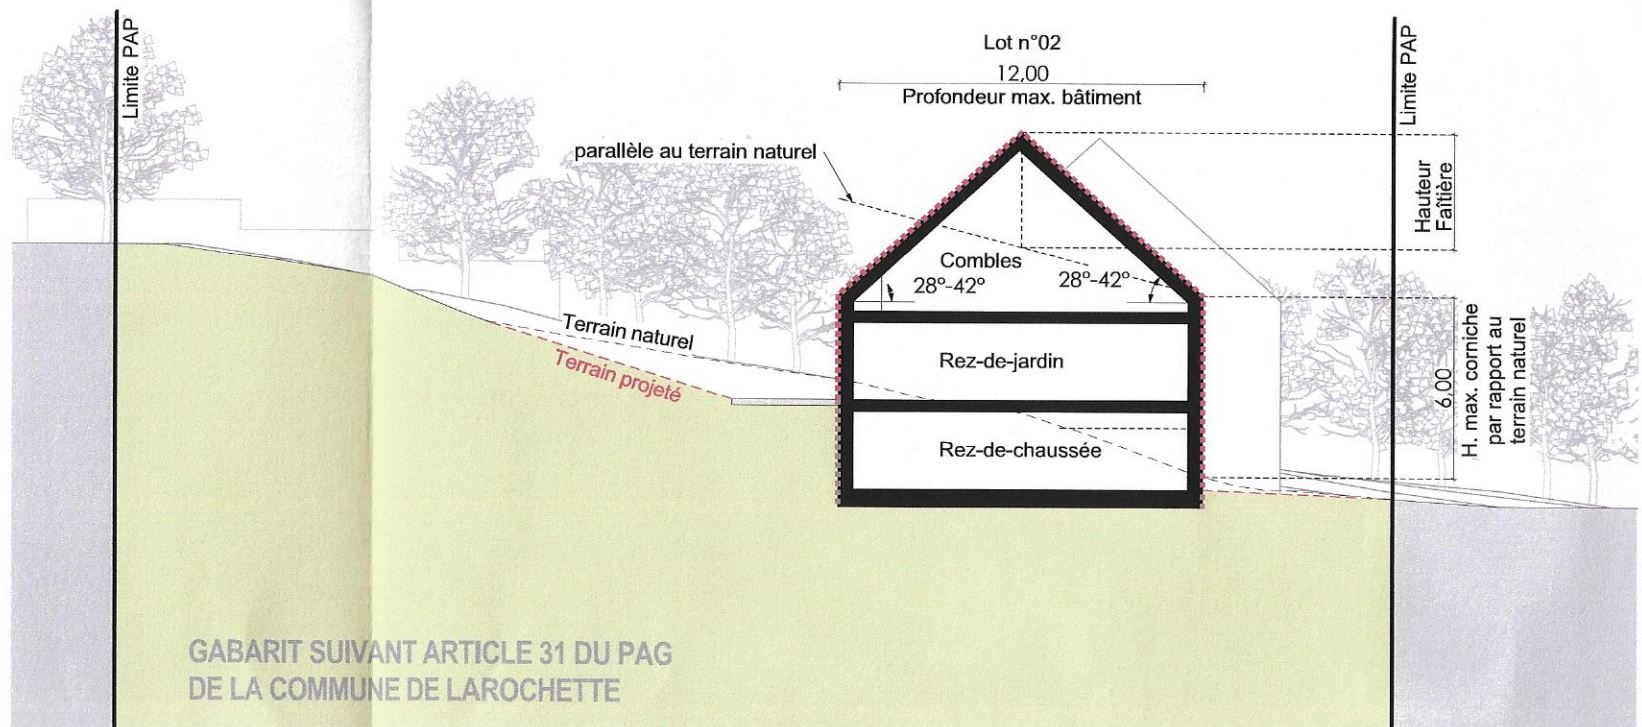 Limite PAP
Lot n°02
12,00
Profondeur max. bâtiment
Limite PAP
parallèle au terrain naturel
Hauteur
Faîtière
Combles
28°-42°
28°-42°
Terrain naturel
Terrain projeté
Rez-de-jardin
6,00
H. max. corniche
par rapport au
terrain naturel
Rez-de-chaussée
GABARIT SUIVANT ARTICLE 31 DU PAG
DE LA COMMUNE DE LAROCHETTE